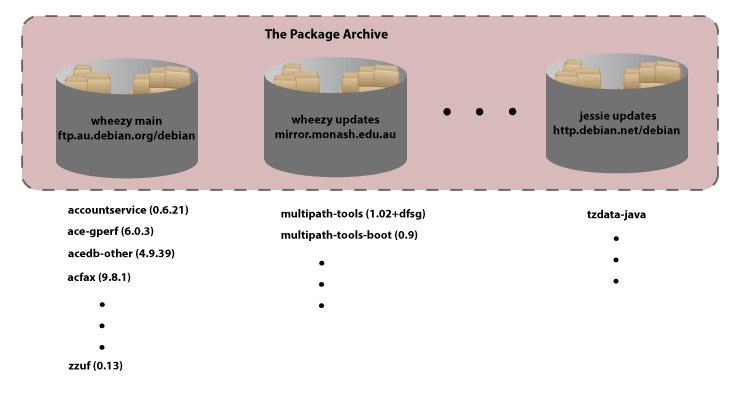 The Package Archive
wheezy main
ftp.au.debian.org/debian
wheezy updates
mirror.monash.edu.au
jessie updates
http.debian.net/debian
accountservice (0.6.21)
ace-gperf (6.0.3)
acedb-other (4.9.39)
acfax (9.8.1)
zzuf (0.13)
multipath-tools (1.02+dfsg)
multipath-tools-boot (0.9)
tzdata-java